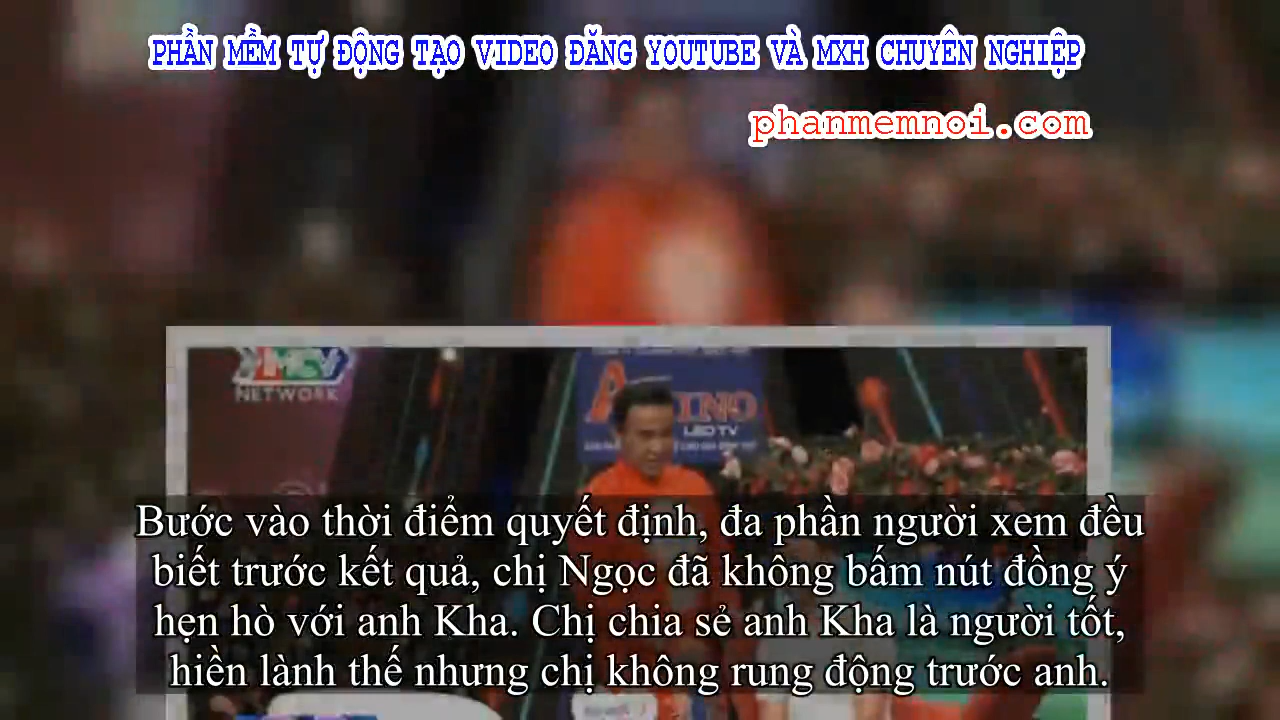 PHẦN MỀM TỰ ĐỘNG TẠO VIDEO ĐĂNG YOUTUBE VÀ MXH CHUYÊN NGHIỆP
phanmemnoi.com
MCV
NETWORK
LED TV
Bước vào thời điểm quyết định, đa phần người xem đều
biết trước kết quả, chị Ngọc đã không bấm nút đồng ý
hẹn hò với anh Kha. Chị chia sẻ anh Kha là người tốt,
hiền lành thế nhưng chị không rung động trước anh.